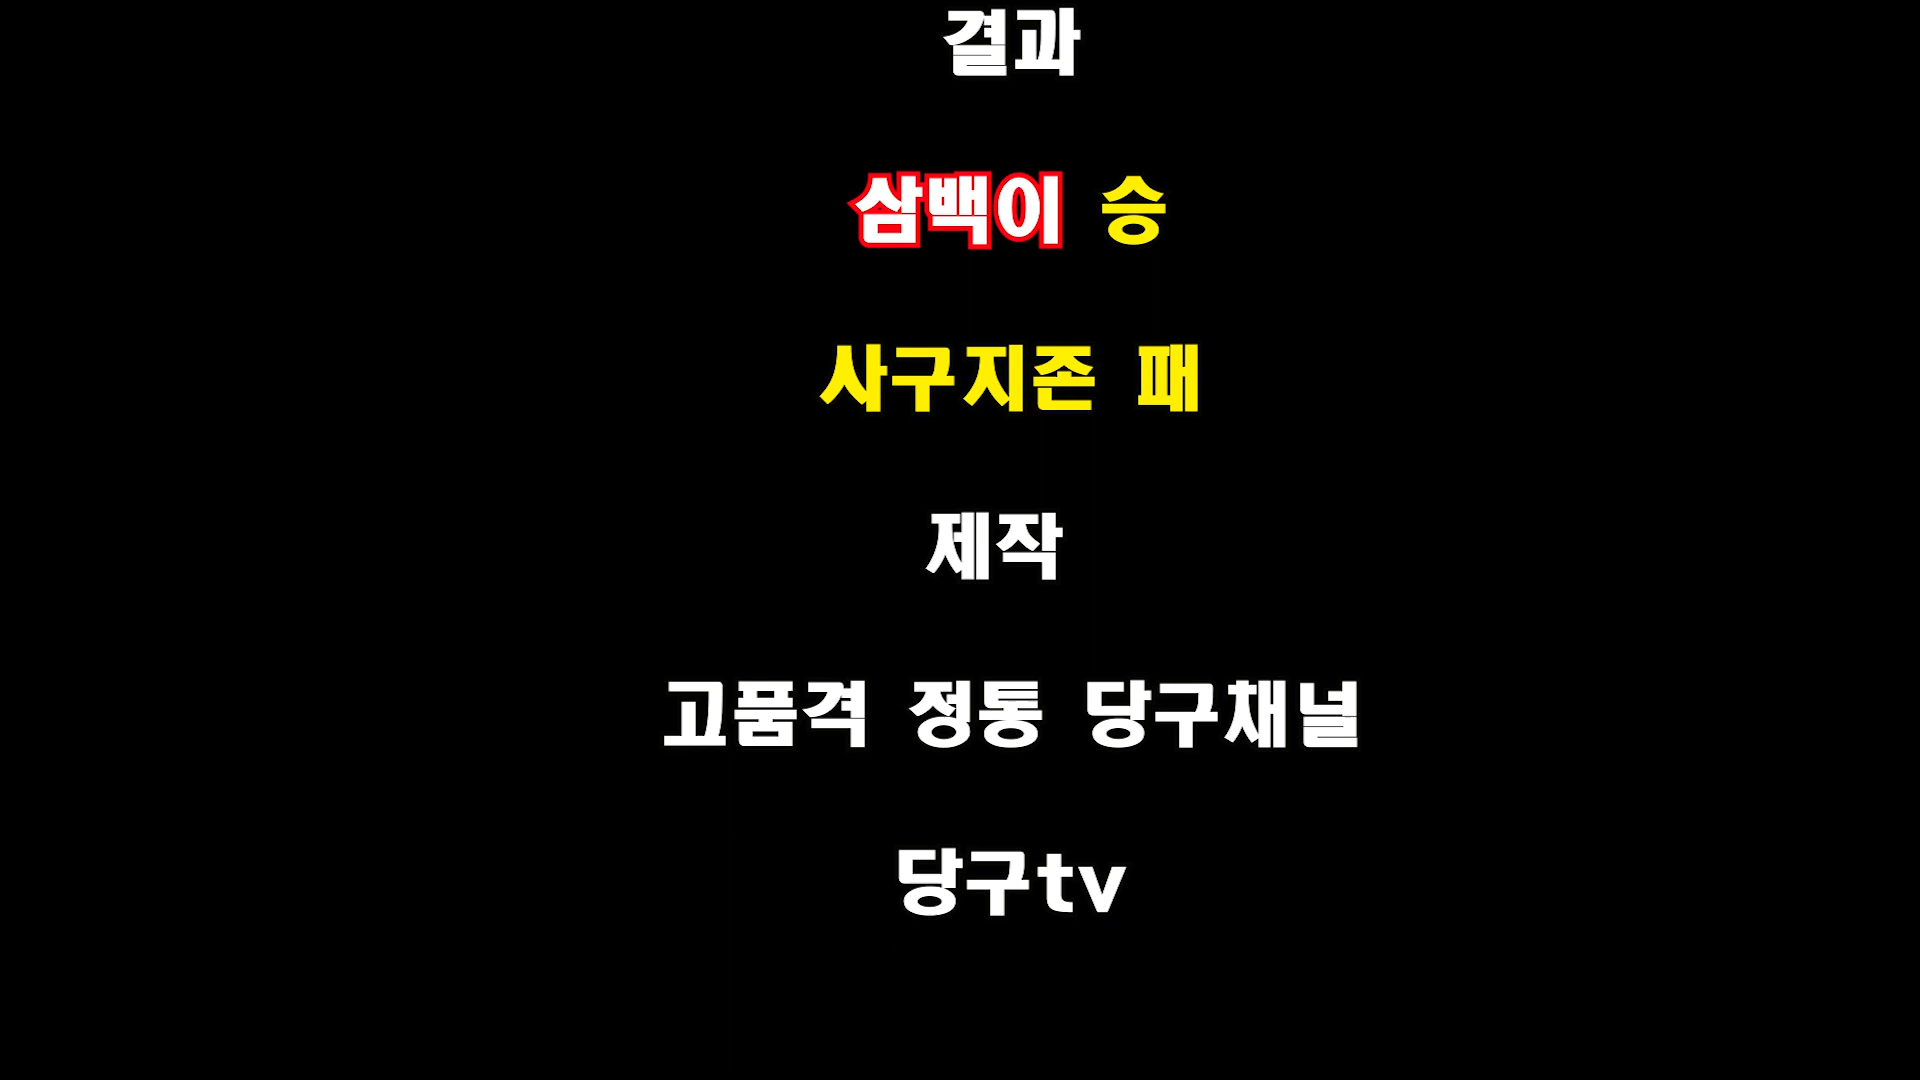 결과
삼백이 승
사구지존 패
제작
고품격 정통 당구채널
당구tv